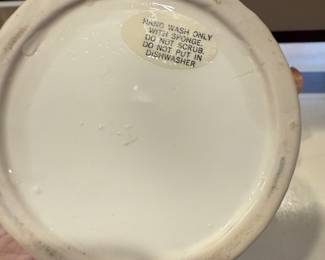 HAND WASH ONLY
WITH SPONGE.
DO NOT SCRUB.
DO NOT PUT IN
DISHWASHER